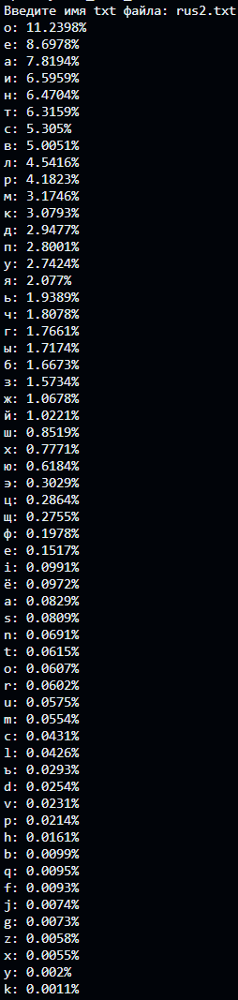 Введите имя txt файла: rus2.txt
о: 11.2398%
е: 8.6978%
а: 7.8194%
и: 6.5959%
н: 6.4704%
т: 6.3159%
с: 5.305%
в: 5.0051%
л: 4.5416%
р: 4.1823%
м: 3.1746%
к: 3.0793%
д: 2.9477%
п: 2.8001%
у: 2.7424%
я: 2.077%
ь: 1.9389%
ч: 1.8078%
г: 1.7661%
ы: 1.7174%
б: 1.6673%
з: 1.5734%
ж: 1.0678%
й: 1.0221%
ш: 0.8519%
х: 0.7771%
ю: 0.6184%
э: 0.3029%
ц: 0.2864%
щ: 0.2755%
ф: 0.1978%
e: 0.1517%
i: 0.0991%
ё: 0.0972%
a: 0.0829%
s: 0.0809%
n: 0.0691%
t: 0.0615%
o: 0.0607%
r: 0.0602%
u: 0.0575%
m: 0.0554%
c: 0.0431%
l: 0.0426%
ъ: 0.0293%
d: 0.0254%
v: 0.0231%
p: 0.0214%
h: 0.0161%
b: 0.0099%
q: 0.0095%
f: 0.0093%
j: 0.0074%
g: 0.0073%
z: 0.0058%
x: 0.0055%
y: 0.002%
k: 0.0011%